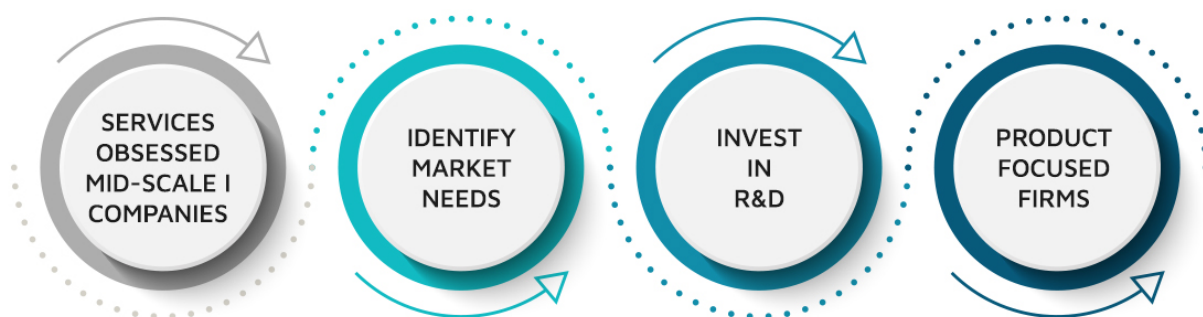 SERVICES
OBSESSED
MID-SCALE I
COMPANIES
IDENTIFY
MARKET
NEEDS
INVEST
IN
R&D
PRODUCT
FOCUSED
FIRMS